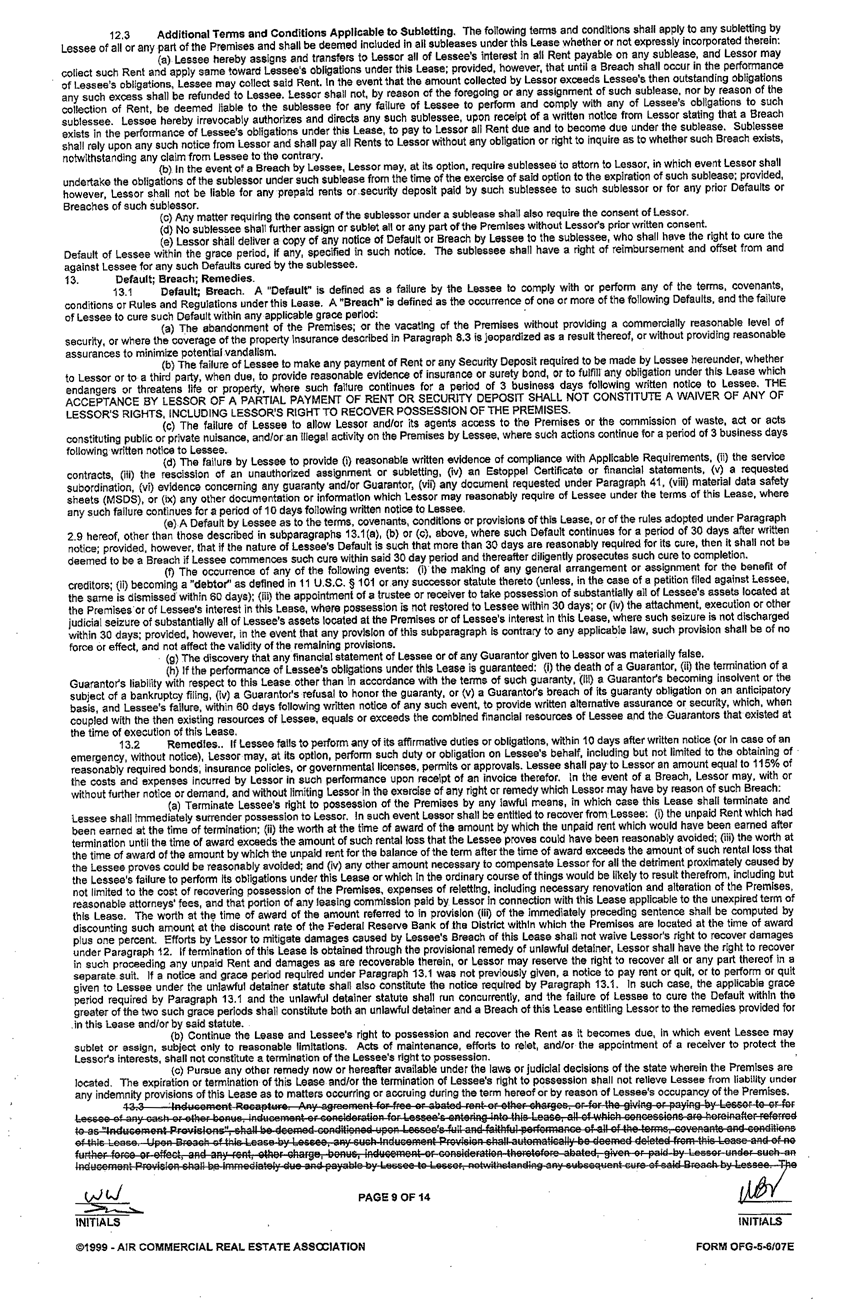 12.3 Additional Terms and Conditions Applicable to Subletting. The following terms and conditions shall apply to any subletting by
Lessee of all or any part of the Premises and shall be deemed included in all subleases under this Lease whether or not expressly incorporated therein:
(a) Lessee hereby assigns and transfers to Lessor all of Lessee's interest in all Rent payable on any sublease, and Lessor may
collect such Rent and apply same toward Lessee's obligations under this Lease; provided, however, that until a Breach shall occur in the performance
of Lessee's obligations, Lessee may collect said Rent. In the event that the amount collected by Lessor exceeds Lessee's then outstanding obligations
any such excess shall be refunded to Lessee. Lessor shall not, by reason of the foregoing or any assignment of such sublease, nor by reason of the
collection of Rent, be deemed liable to the sublessee for any failure of Lessee to perform and comply with any of Lessee's obligations to such
sublessee. Lessee hereby irrevocably authorizes and directs any such sublessee, upon receipt of a written notice from Lessor stating that a Breach
exists in the performance of Lessee's obligations under this Lease, to pay to Lessor all Rent due and to become due under the sublease. Sublessee
shall rely upon any such notice from Lessor and shall pay all Rents to Lessor without any obligation or right to inquire as to whether such Breach exists,
notwithstanding any claim from Lessee to the contrary.
(b) In the event of a Breach by Lessee, Lessor may, at its option, require sublessee to attorn to Lessor, in which event Lessor shall
undertake the obligations of the sublessor under such sublease from the time of the exercise of said option to the expiration of such sublease; provided,
however, Lessor shall not be liable for any prepaid rents or security deposit paid by such sublessee to such sublessor or for any prior Defaults or
Breaches of such sublessor.
(c) Any matter requiring the consent of the sublessor under a sublease shall also require the consent of Lessor.
(d) No sublessee shall further assign or sublet all or any part of the Premises without Lessor's prior written consent.
(e) Lessor shall deliver a copy of any notice of Default or Breach by Lessee to the sublessee, who shall have the right to cure the
Default of Lessee within the grace period, if any, specified in such notice. The sublessee shall have a right of reimbursement and offset from and
against Lessee for any such Defaults cured by the sublessee.
13. Default; Breach; Remedies.
13.1 Default; Breach. A "Default" is defined as a failure by the Lessee to comply with or perform any of the terms, covenants,
conditions or Rules and Regulations under this Lease. A "Breach" is defined as the occurrence of one or more of the following Defaults, and the failure
of Lessee to cure such Default within any applicable grace period:
(a) The abandonment of the Premises; or the vacating of the Premises without providing a commercially reasonable level of
security, or where the coverage of the property insurance described in Paragraph 8.3 is jeopardized as a result thereof, or without providing reasonable
assurances to minimize potential vandalism.
(b) The failure of Lessee to make any payment of Rent or any Security Deposit required to be made by Lessee hereunder, whether
to Lessor or to a third party, when due, to provide reasonable evidence of insurance or surety bond, or to fulfill any obligation under this Lease which
endangers or threatens life or property, where such failure continues for a period of 3 business days following written notice to Lessee. THE
ACCEPTANCE BY LESSOR OF A PARTIAL PAYMENT OF RENT OR SECURITY DEPOSIT SHALL NOT CONSTITUTE A WAIVER OF ANY OF
LESSOR'S RIGHTS, INCLUDING LESSOR'S RIGHT TO RECOVER POSSESSION OF THE PREMISES.
(c) The failure of Lessee to allow Lessor and/or its agents access to the Premises or the commission of waste, act or acts
constituting public or private nuisance, and/or an illegal activity on the Premises by Lessee, where such actions continue for a period of 3 business days
following written notice to Lessee.
(d) The failure by Lessee to provide (i) reasonable written evidence of compliance with Applicable Requirements, (ii) the service
contracts, (iii) the rescission of an unauthorized assignment or subletting, (iv) an Estoppel Certificate or financial statements, (v) a requested
subordination, (vi) evidence concerning any guaranty and/or Guarantor, (vii) any document requested under Paragraph 41, (viii) material data safety
sheets (MSDS), or (ix) any other documentation or information which Lessor may reasonably require of Lessee under the terms of this Lease, where
any such failure continues for a period of 10 days following written notice to Lessee.
(e) A Default by Lessee as to the terms, covenants, conditions or provisions of this Lease, or of the rules adopted under Paragraph
2.9 hereof, other than those described in subparagraphs 13.1(a), (b) or (c), above, where such Default continues for a period of 30 days after written
notice; provided, however, that if the nature of Lessee's Default is such that more than 30 days are reasonably required for its cure, then it shall not be
deemed to be a Breach if Lessee commences such cure within said 30 day period and thereafter diligently prosecutes such cure to completion.
(f) The occurrence of any of the following events: (i) the making of any general arrangement or assignment for the benefit of
creditors; (ii) becoming a "debtor" as defined in 11 U.S.C. § 101 or any successor statute thereto (unless, in the case of a petition filed against Lessee,
the same is dismissed within 60 days); (iii) the appointment of a trustee or receiver to take possession of substantially all of Lessee's assets located at
the Premises or of Lessee's interest in this Lease, where possession is not restored to Lessee within 30 days; or (iv) the attachment, execution or other
judicial seizure of substantially all of Lessee's assets located at the Premises or of Lessee's interest in this Lease, where such seizure is not discharged
within 30 days; provided, however, in the event that any provision of this subparagraph is contrary to any applicable law, such provision shall be of no
force or effect, and not affect the validity of the remaining provisions.
(g) The discovery that any financial statement of Lessee or of any Guarantor given to Lessor was materially false.
(h) If the performance of Lessee's obligations under this Lease is guaranteed: (i) the death of a Guarantor, (ii) the termination of a
Guarantor's liability with respect to this Lease other than in accordance with the terms of such guaranty, (iii) a Guarantor's becoming insolvent or the
subject of a bankruptcy filing, (iv) a Guarantor's refusal to honor the guaranty, or (v) a Guarantor's breach of its guaranty obligation on an anticipatory
basis, and Lessee's failure, within 60 days following written notice of any such event, to provide written alternative assurance or security, which, when
coupled with the then existing resources of Lessee, equals or exceeds the combined financial resources of Lessee and the Guarantors that existed at
the time of execution of this Lease.
13.2 Remedies.. If Lessee fails to perform any of its affirmative duties or obligations, within 10 days after written notice (or in case of an
emergency, without notice), Lessor may, at its option, perform such duty or obligation on Lessee's behalf, including but not limited to the obtaining of
reasonably required bonds, insurance policies, or governmental licenses, permits or approvals. Lessee shall pay to Lessor an amount equal to 115% of
the costs and expenses incurred by Lessor in such performance upon receipt of an invoice therefor. In the event of a Breach, Lessor may, with or
without further notice or demand, and without limiting Lessor in the exercise of any right or remedy which Lessor may have by reason of such Breach:
(a) Terminate Lessee's right to possession of the Premises by any lawful means, in which case this Lease shall terminate and
Lessee shall immediately surrender possession to Lessor. In such event Lessor shall be entitled to recover from Lessee: (i) the unpaid Rent which had
been earned at the time of termination; (ii) the worth at the time of award of the amount by which the unpaid rent which would have been earned after
termination until the time of award exceeds the amount of such rental loss that the Lessee proves could have been reasonably avoided; (iii) the worth at
the time of award of the amount by which the unpaid rent for the balance of the term after the time of award exceeds the amount of such rental loss that
the Lessee proves could be reasonably avoided; and (iv) any other amount necessary to compensate Lessor for all the detriment proximately caused by
the Lessee's failure to perform its obligations under this Lease or which in the ordinary course of things would be likely to result therefrom, including but
not limited to the cost of recovering possession of the Premises, expenses of reletting, including necessary renovation and alteration of the Premises,
reasonable attorneys' fees, and that portion of any leasing commission paid by Lessor in connection with this Lease applicable to the unexpired term of
this Lease. The worth at the time of award of the amount referred to in provision (iii) of the immediately preceding sentence shall be computed by
discounting such amount at the discount rate of the Federal Reserve Bank of the District within which the Premises are located at the time of award
plus one percent. Efforts by Lessor to mitigate damages caused by Lessee's Breach of this Lease shall not waive Lessor's right to recover damages
under Paragraph 12. If termination of this Lease is obtained through the provisional remedy of unlawful detainer, Lessor shall have the right to recover
in such proceeding any unpaid Rent and damages as are recoverable therein, or Lessor may reserve the right to recover all or any part thereof in a
separate suit. If a notice and grace period required under Paragraph 13.1 was not previously given, a notice to pay rent or quit, or to perform or quit
given to Lessee under the unlawful detainer statute shall also constitute the notice required by Paragraph 13.1. In such case, the applicable grace
period required by Paragraph 13.1 and the unlawful detainer statute shall run concurrently, and the failure of Lessee to cure the Default within the
greater of the two such grace periods shall constitute both an unlawful detainer and a Breach of this Lease entitling Lessor to the remedies provided for
in this Lease and/or by said statute.
(b) Continue the Lease and Lessee's right to possession and recover the Rent as it becomes due, in which event Lessee may
sublet or assign, subject only to reasonable limitations. Acts of maintenance, efforts to relet, and/or the appointment of a receiver to protect the
Lessor's interests, shall not constitute a termination of the Lessee's right to possession.
(c) Pursue any other remedy now or hereafter available under the laws or judicial decisions of the state wherein the Premises are
located. The expiration or termination of this Lease and/or the termination of Lessee's right to possession shall not relieve Lessee from liability under
any indemnity provisions of this Lease as to matters occurring or accruing during the term hereof or by reason of Lessee's occupancy of the Premises.
13.3 Inducement Recapture. Any agreement for free or abated rent or other charges, or for the giving or paying by Lessor to or for
Lessee of any cash or other bonus, inducement or consideration for Lessee's entering into this Lease, all of which concessions are hereinafter referred
to as "Inducement Provisions", shall be deemed conditioned upon Lessee's full and faithful performance of all of the terms, covenants and conditions
of this Lease. Upon Breach of this Lease by Lessee, any such Inducement Provision shall automatically be deemed deleted from this Lease and of no
further force or effect, and any rent, other charge, bonus, inducement or consideration theretofore abated, given or paid by Lessor under such an
Inducement Provision shall be immediately due and payable by Lessee to Lessor, notwithstanding any subsequent cure of said Breach by Lessee. The
WW
PAGE 9 OF 14
INITIALS
INITIALS
©1999 - AIR COMMERCIAL REAL ESTATE ASSOCIATION
FORM OFG-5-6/07E